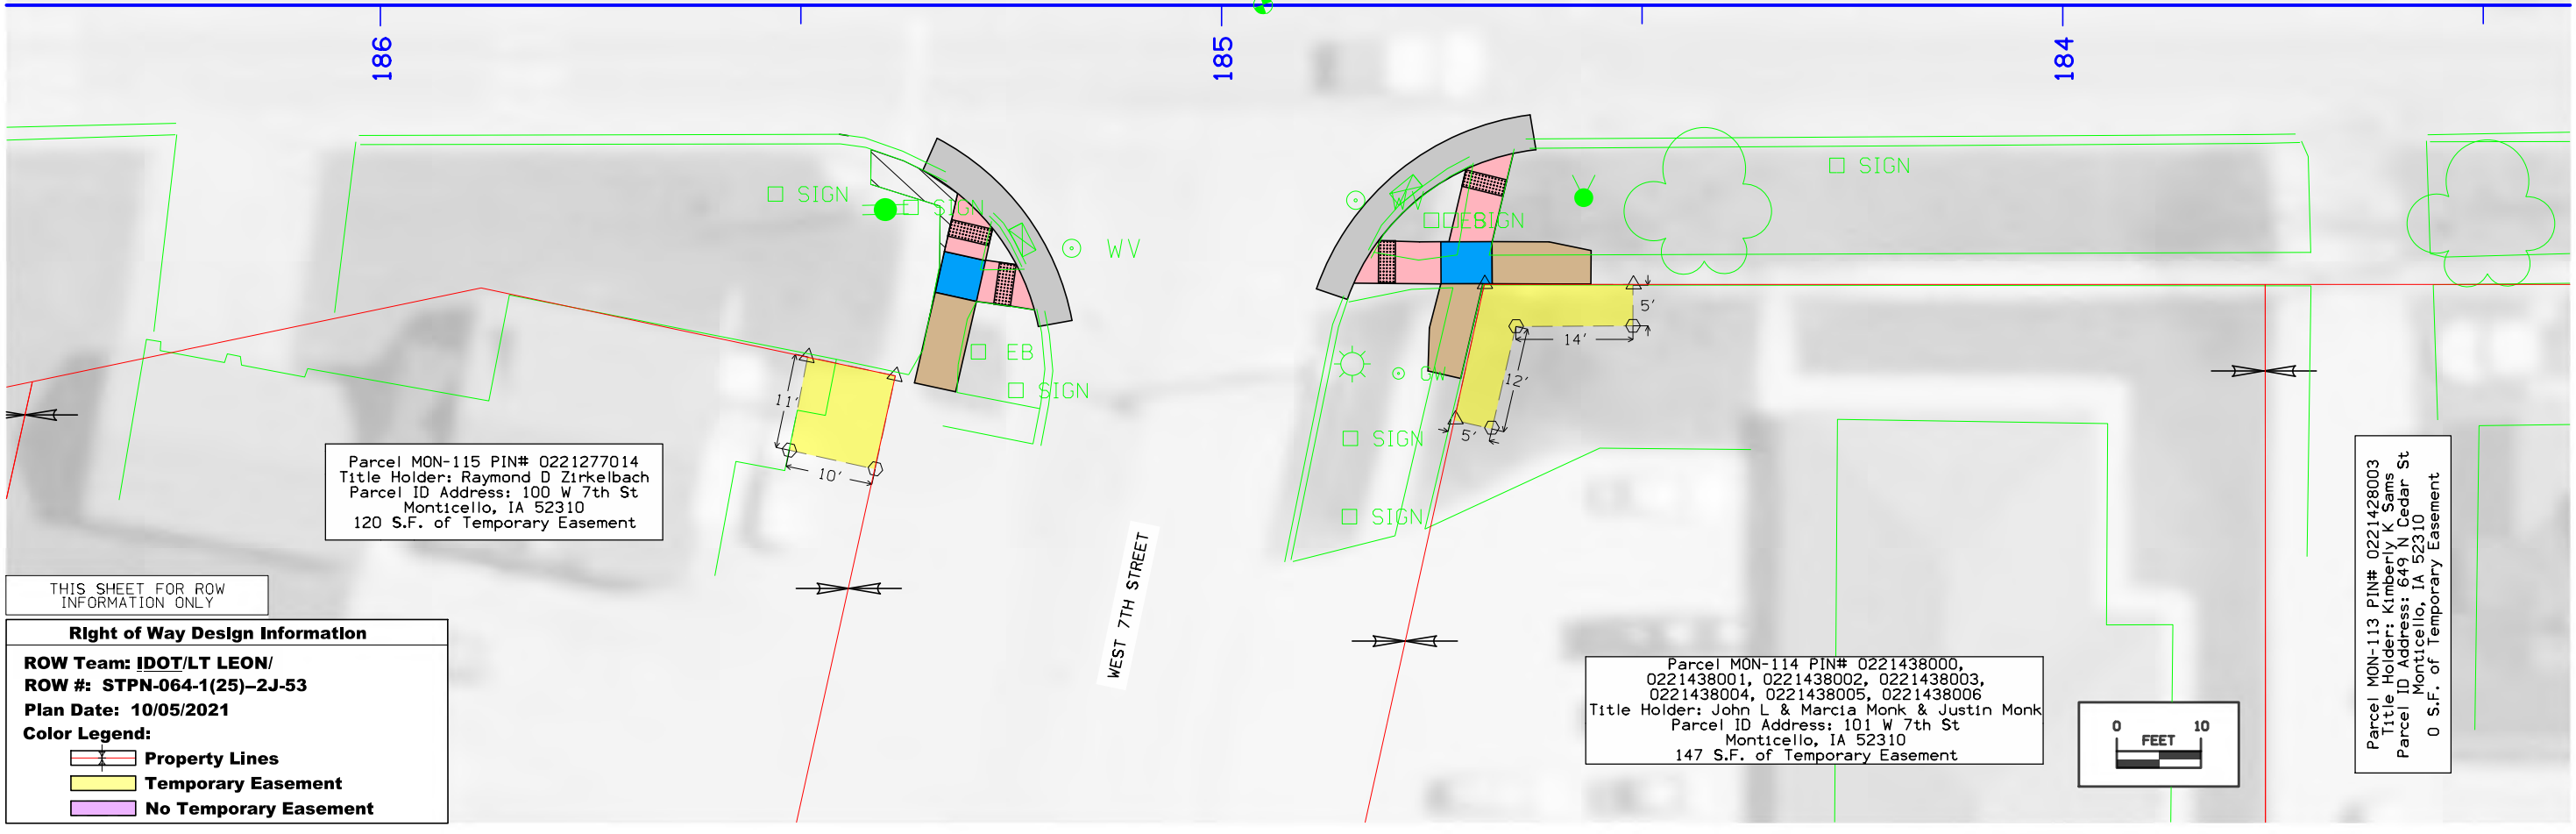 186
185
184
SIGN
SIGN
WV
EB
SIGN
WV
EB
SIGN
SIGN
GW
SIGN
SIGN
11'
10'
5'
14'
12'
5'
Parcel MON-115 PIN# 0221277014
Title Holder: Raymond D Zirkelbach
Parcel ID Address: 100 W 7th St
Monticello, IA 52310
120 S.F. of Temporary Easement
THIS SHEET FOR ROW
INFORMATION ONLY
Right of Way Design Information
ROW Team: IDOT/LT LEON/
ROW #: STPN-064-1(25)--2J-53
Plan Date: 10/05/2021
Color Legend:
Property Lines
Temporary Easement
No Temporary Easement
WEST 7TH STREET
Parcel MON-114 PIN# 0221438000,
0221438001, 0221438002, 0221438003,
0221438004, 0221438005, 0221438006
Title Holder: John L & Marcia Monk & Justin Monk
Parcel ID Address: 101 W 7th St
Monticello, IA 52310
147 S.F. of Temporary Easement
0 10
FEET
Parcel MON-113 PIN# 0221428003
Title Holder: Kimberly K Sams
Parcel ID Address: 649 N Cedar St
Monticello, IA 52310
0 S.F. of Temporary Easement